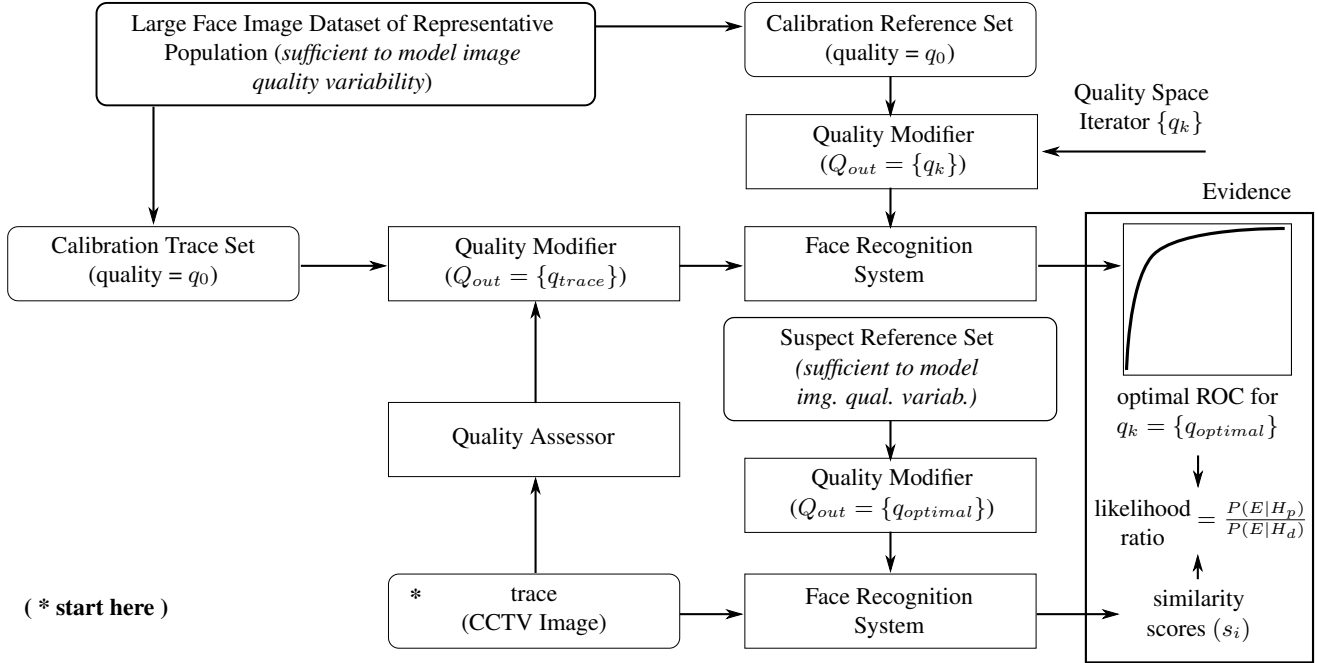 Large Face Image Dataset of Representative
Population (sufficient to model image
quality variability)
Calibration Reference Set
(quality = q0)
Quality Space
Iterator {qk}
Quality Modifier
(Qout = {qk})
Evidence
Calibration Trace Set
(quality = q0)
Quality Modifier
(Qout = {qtrace})
Face Recognition
System
Suspect Reference Set
(sufficient to model
img. qual. variab.)
optimal ROC for
qk = {qoptimal}
Quality Assessor
Quality Modifier
(Qout = {qoptimal})
likelihood
ratio
= P(E|Hp)
P(E|Hd)
( * start here )
* trace
(CCTV Image)
Face Recognition
System
similarity
scores (si)